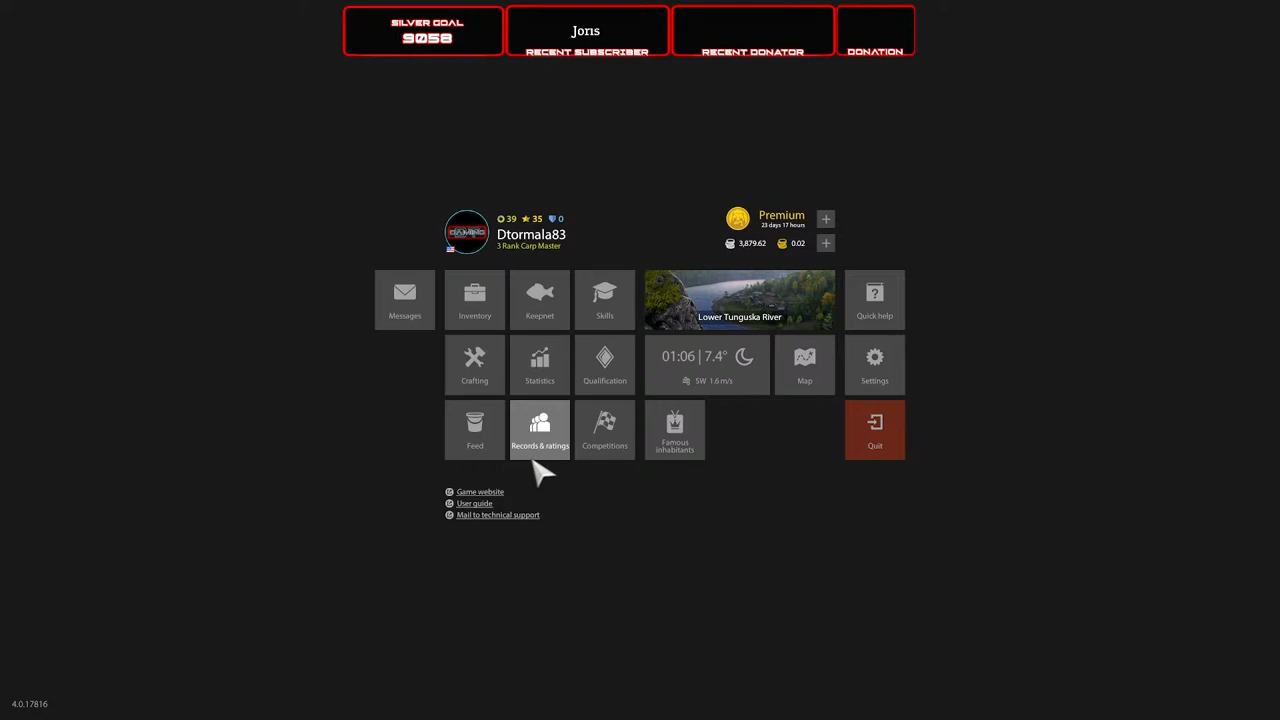 SILVER GOAL
9058
Joris
RECENT SUBSCRIBER
RECENT DONATOR
DONATION
39 35 0
Dtormala83
3 Rank Carp Master
Premium
23 days 17 hours
3,879.62 0.02
GAMING
Messages
Inventory
Keepnet
Skills
Lower Tunguska River
Quick help
Crafting
Statistics
Qualification
01:06 | 7.4°
SW 1.6 m/s
Map
Settings
Feed
Records & ratings
Competitions
Famous
inhabitants
Quit
Game website
User guide
Mail to technical support
4.0.17816